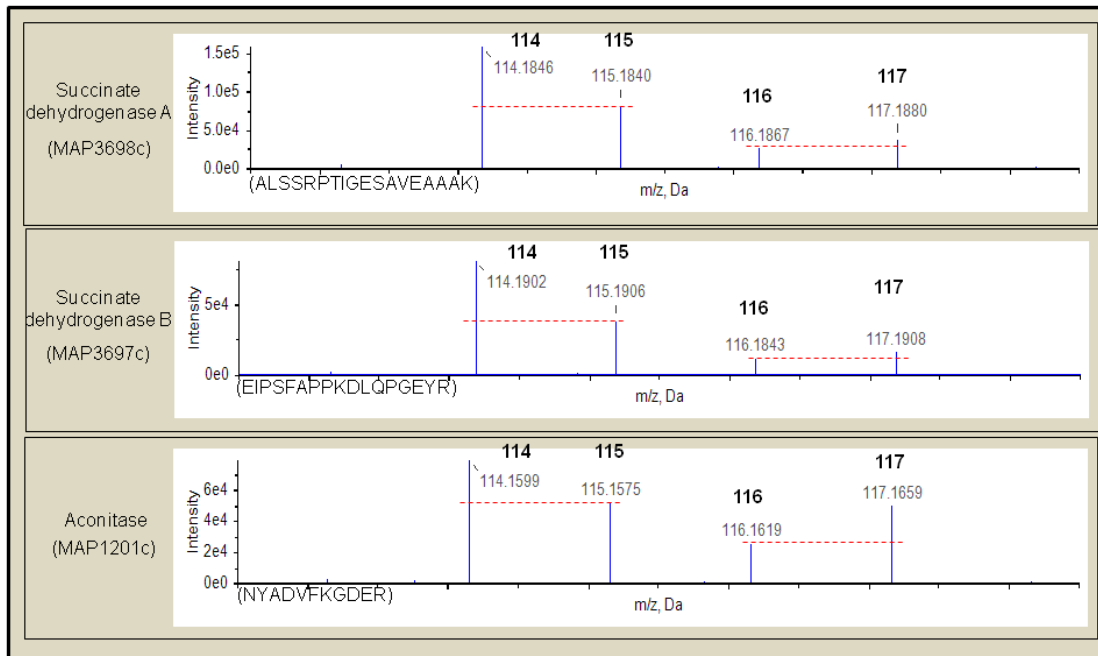 Succinate
dehydrogenase A
(MAP3698c)
Intensity
1.5e5
1.0e5
5.0e4
0.0e0
114
114.1846
115
115.1840
116
116.1867
117
117.1880
(ALSSRPTIGESAVEAAAK)
m/z, Da
Succinate
dehydrogenase B
(MAP3697c)
Intensity
5e4
0e0
114
114.1902
115
115.1906
116
116.1843
117
117.1908
(EIPSFAPPKDLQPGEYR)
m/z, Da
Aconitase
(MAP1201c)
Intensity
6e4
4e4
2e4
0e0
114
114.1599
115
115.1575
116
116.1619
117
117.1659
(NYADVFKGDER)
m/z, Da